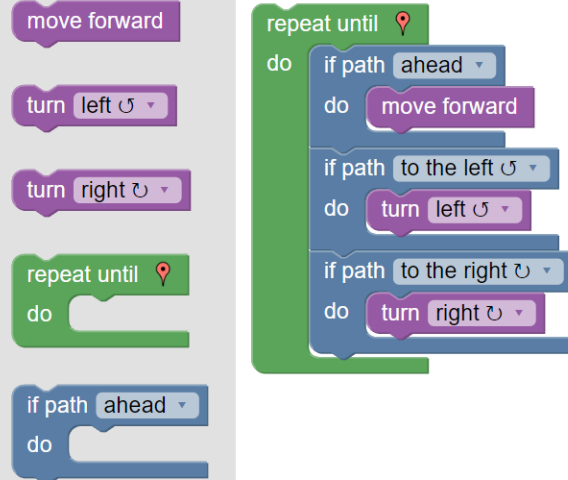 move forward
turn left ↺
turn right ↻
repeat until
do
if path ahead
do
repeat until
do
if path ahead
do
move forward
if path to the left ↺
do
turn left ↺
if path to the right ↻
do
turn right ↻